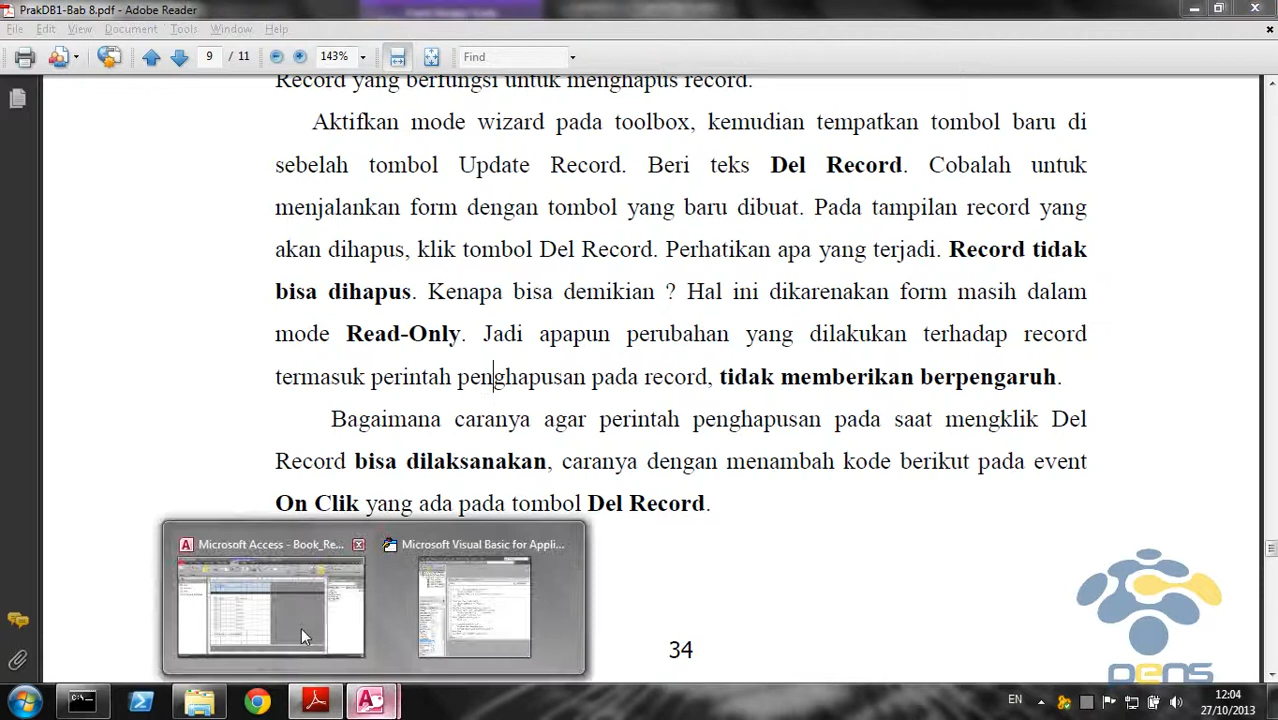 PrakDB1-Bab 8.pdf - Adobe Reader
File Edit View Document Tools Window Help
9 / 11 143% Find
Record yang berfungsi untuk menghapus record.
Aktifkan mode wizard pada toolbox, kemudian tempatkan tombol baru di
sebelah tombol Update Record. Beri teks Del Record. Cobalah untuk
menjalankan form dengan tombol yang baru dibuat. Pada tampilan record yang
akan dihapus, klik tombol Del Record. Perhatikan apa yang terjadi. Record tidak
bisa dihapus. Kenapa bisa demikian ? Hal ini dikarenakan form masih dalam
mode Read-Only. Jadi apapun perubahan yang dilakukan terhadap record
termasuk perintah penghapusan pada record, tidak memberikan berpengaruh.
Bagaimana caranya agar perintah penghapusan pada saat mengklik Del
Record bisa dilaksanakan, caranya dengan menambah kode berikut pada event
On Clik yang ada pada tombol Del Record.
Microsoft Access - Book_Re... Microsoft Visual Basic for Appli...
34
pens
EN 12:04
27/10/2013